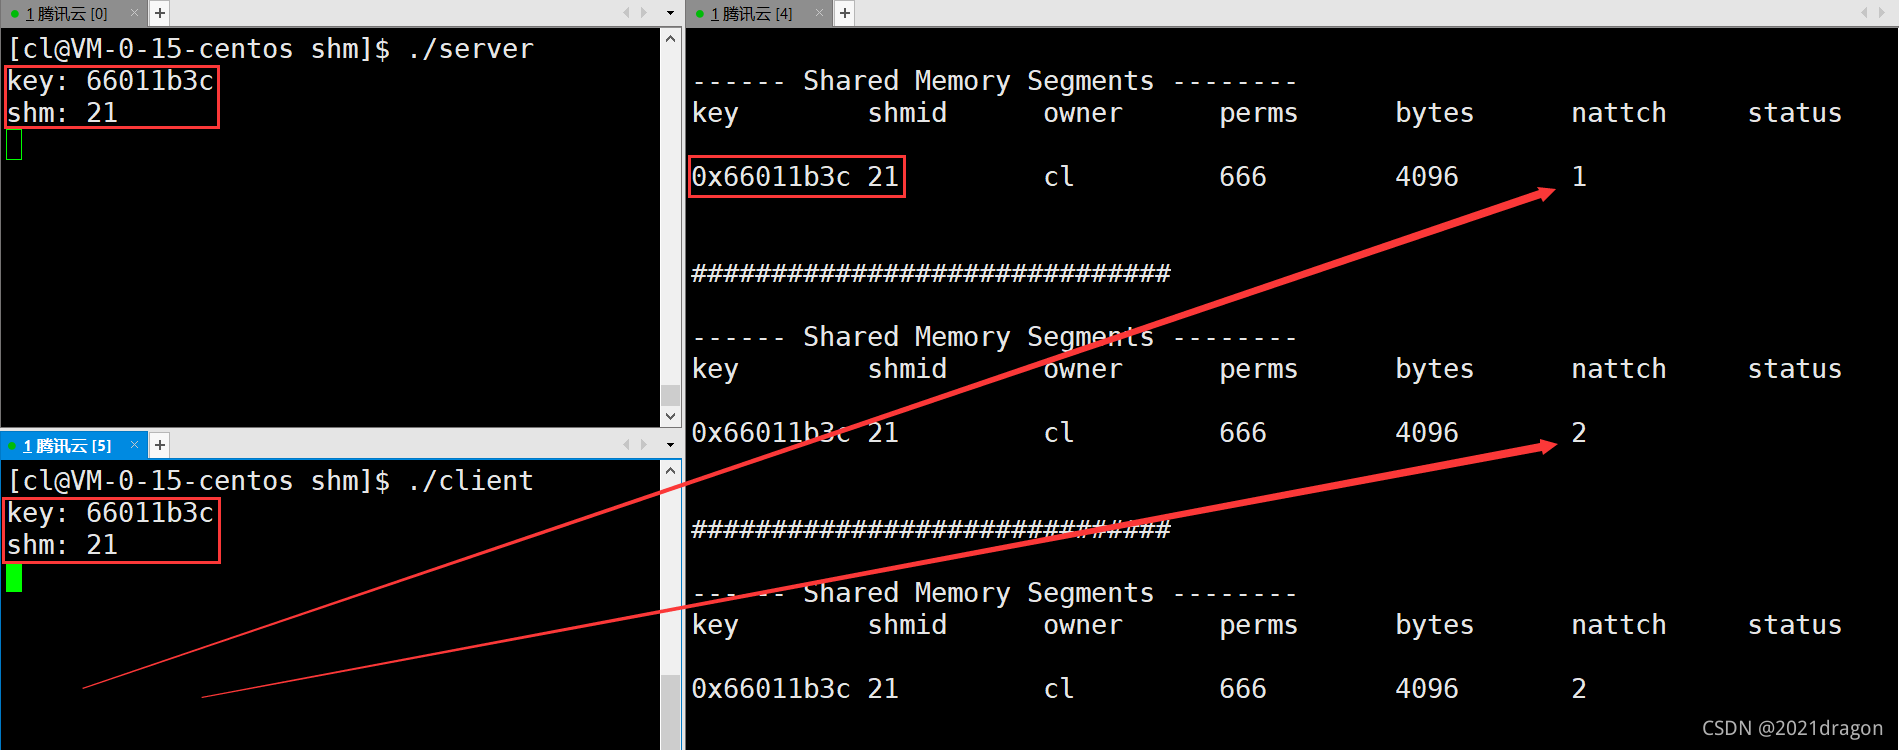 1 腾讯云 [0] × +
[cl@VM-0-15-centos shm]$ ./server
key: 66011b3c
shm: 21
1 腾讯云 [5] × +
[cl@VM-0-15-centos shm]$ ./client
key: 66011b3c
shm: 21
1 腾讯云 [4] × +
------ Shared Memory Segments --------
key shmid owner perms bytes nattch status
0x66011b3c 21 cl 666 4096 1
##############################
------ Shared Memory Segments --------
key shmid owner perms bytes nattch status
0x66011b3c 21 cl 666 4096 2
##############################
------ Shared Memory Segments --------
key shmid owner perms bytes nattch status
0x66011b3c 21 cl 666 4096 2
CSDN @2021dragon